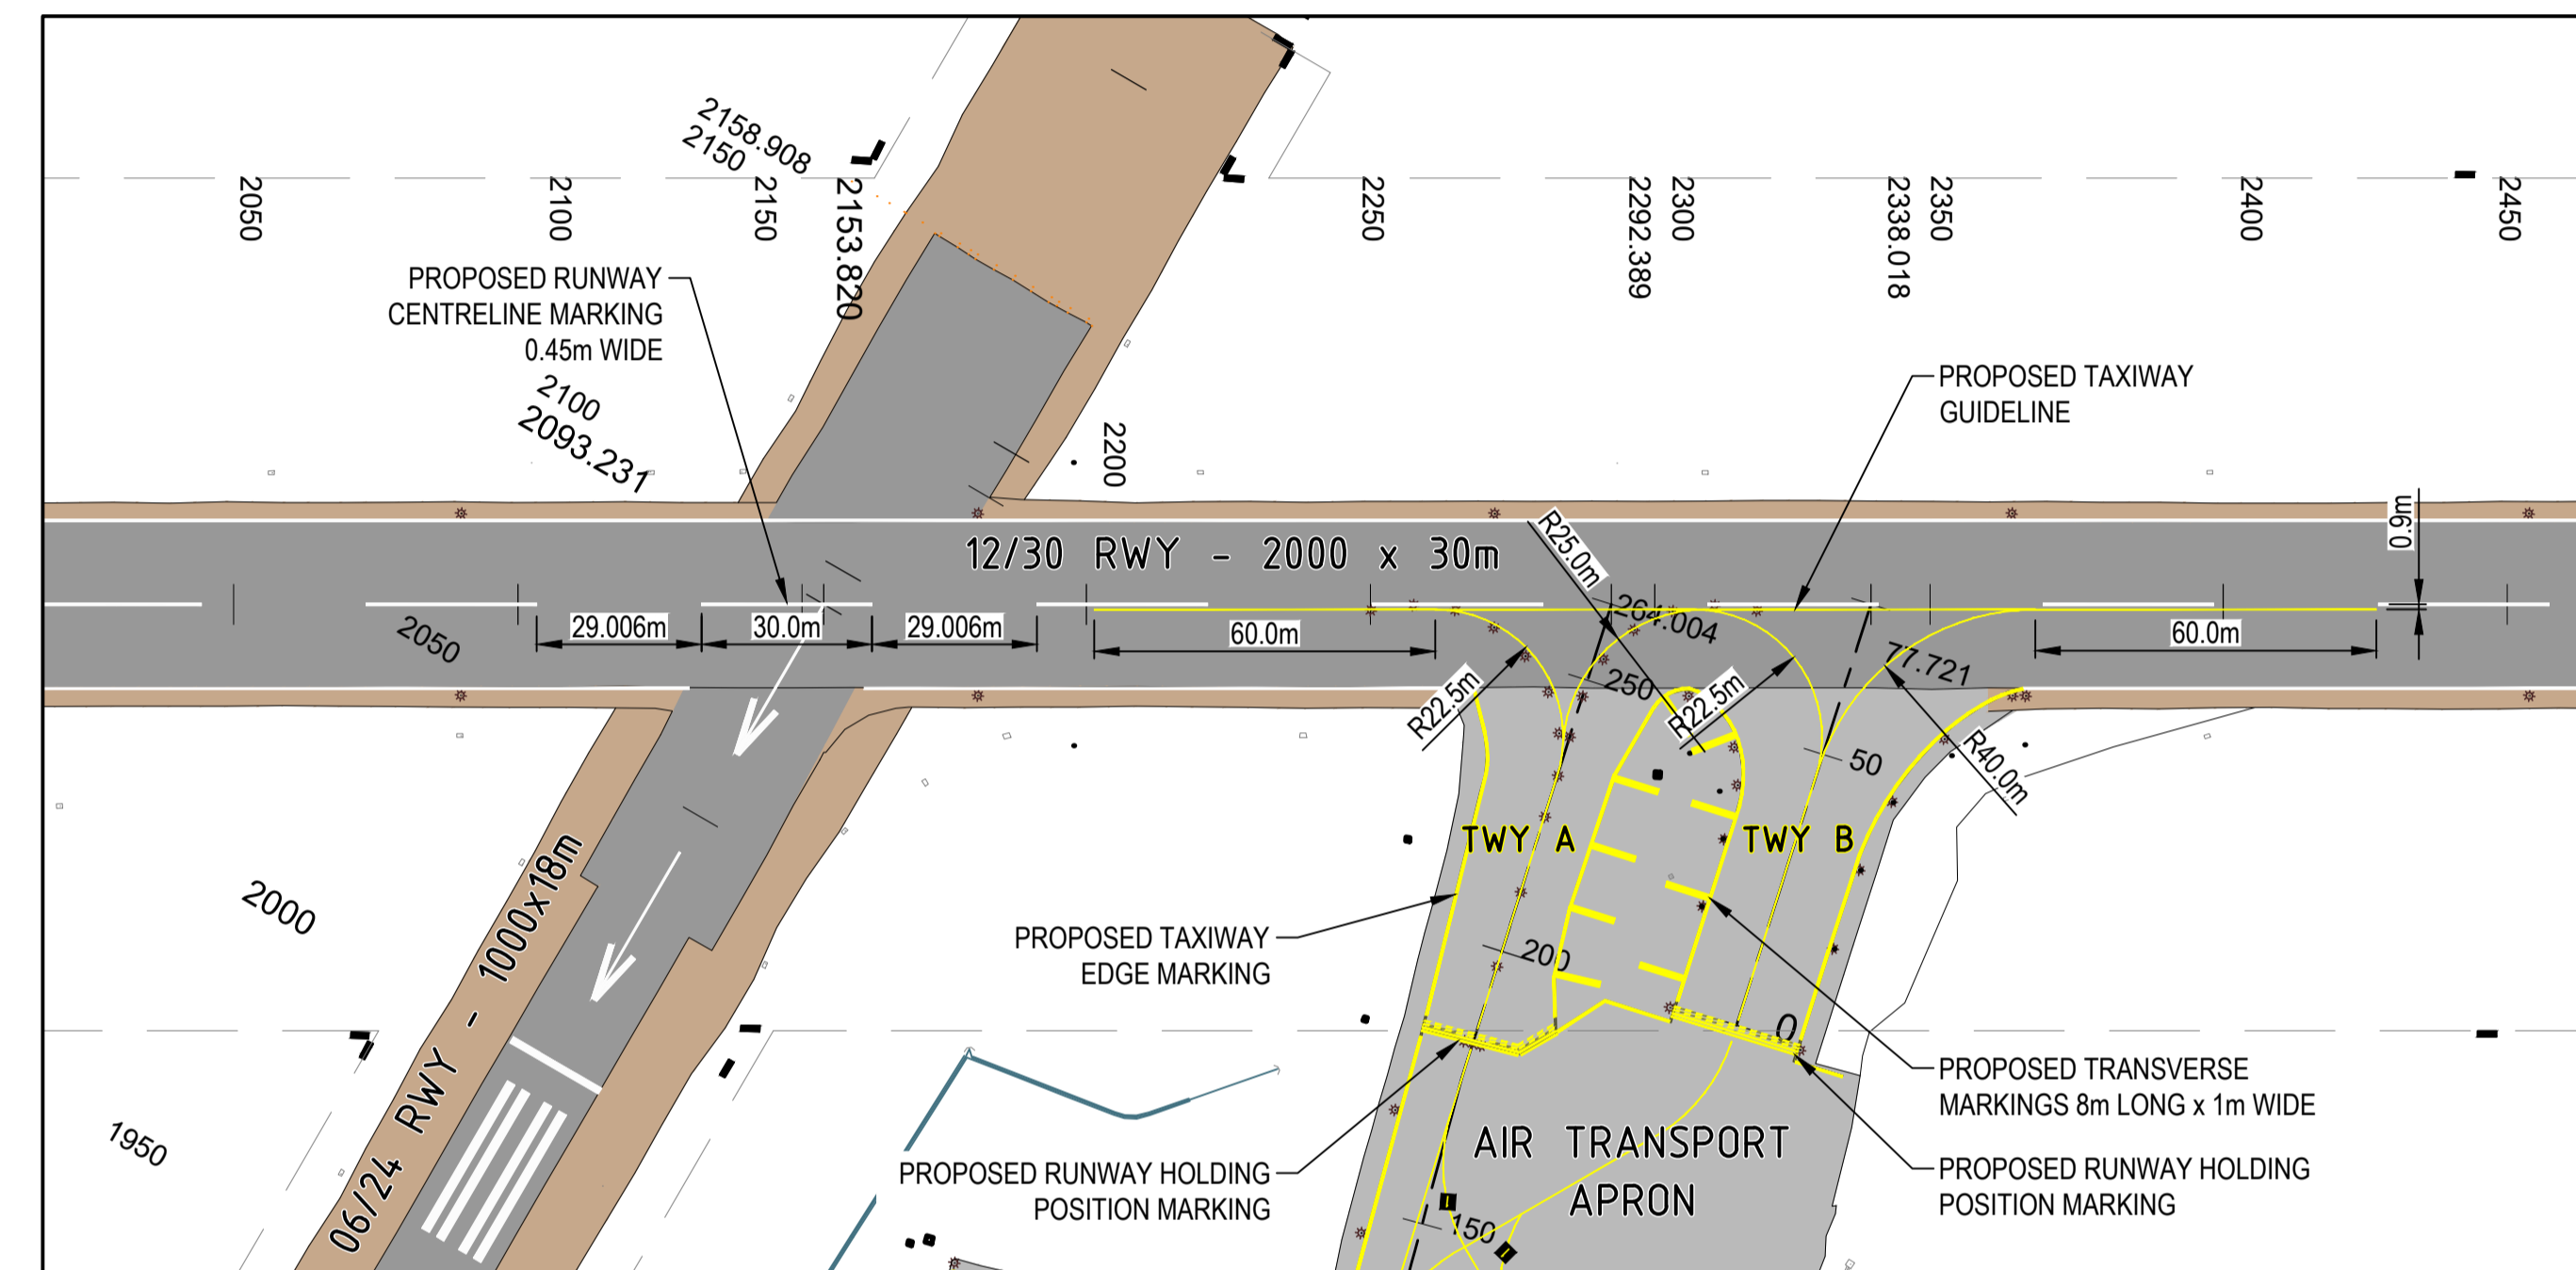 2158.908
2150
2050
2100
2150
2153.820
2250
2292.389
2300
2338.018
2350
2400
2450
PROPOSED RUNWAY
CENTRELINE MARKING
0.45m WIDE
2100
2093.231
2200
PROPOSED TAXIWAY
GUIDELINE
0.9m
12/30 RWY - 2000 x 30m
R25.0m
264.004
2050
29.006m
30.0m
29.006m
60.0m
60.0m
77.721
250
R22.5m
R22.5m
50
R40.0m
TWY A
TWY B
2000
06/24 RWY - 1000x18m
PROPOSED TAXIWAY
EDGE MARKING
200
0
1950
PROPOSED TRANSVERSE
MARKINGS 8m LONG x 1m WIDE
AIR TRANSPORT
APRON
PROPOSED RUNWAY HOLDING
POSITION MARKING
PROPOSED RUNWAY HOLDING
POSITION MARKING
150